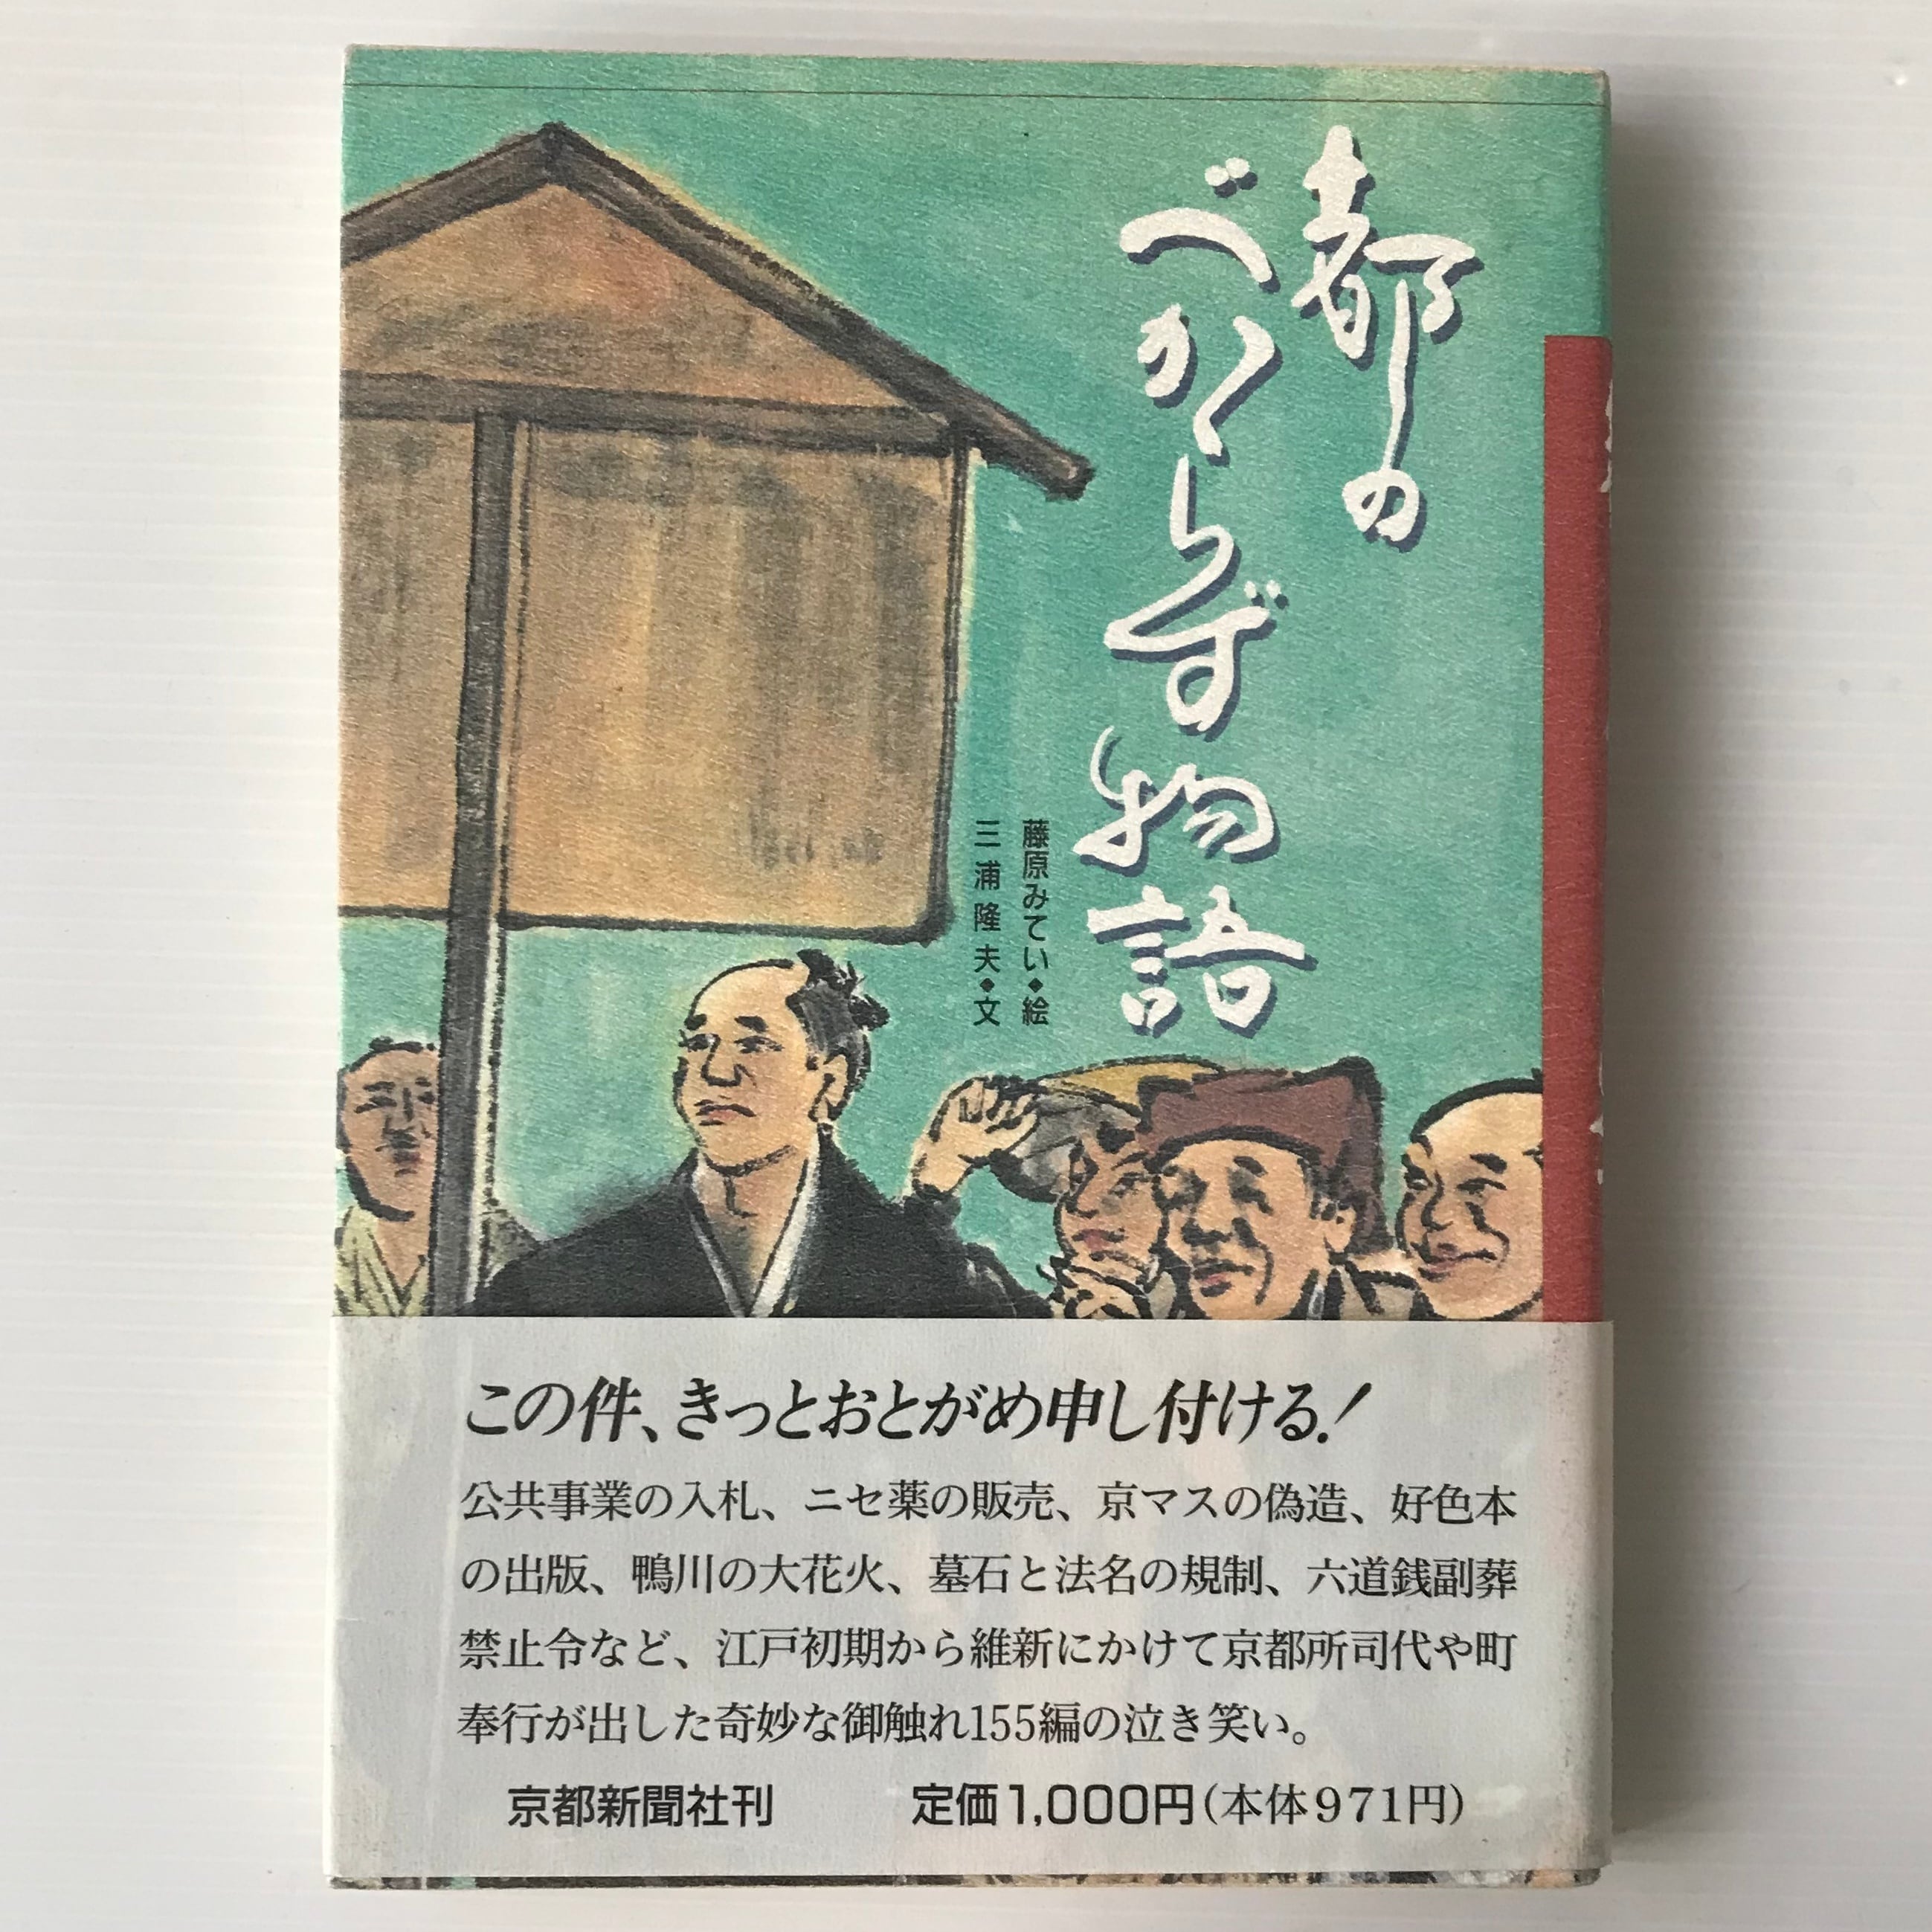 都の
べからず物語
藤原みてい◆絵
三浦隆夫◆文
この件、きっとおとがめ申し付ける!
公共事業の入札、ニセ薬の販売、京マスの偽造、好色本
の出版、鴨川の大花火、墓石と法名の規制、六道銭副葬
禁止令など、江戸初期から維新にかけて京都所司代や町
奉行が出した奇妙な御触れ155編の泣き笑い。
京都新聞社刊 定価1,000円(本体971円)